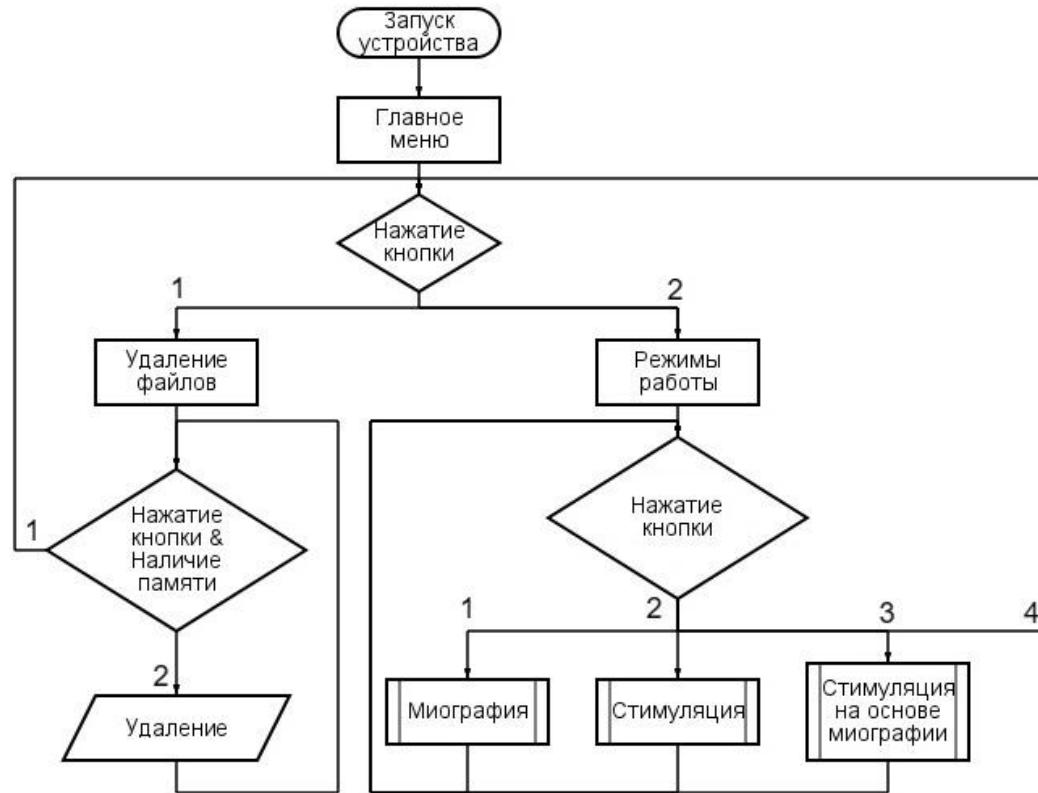 Запуск
устройства
Главное
меню
Нажатие
кнопки
1
2
Удаление
файлов
Режимы
работы
1
Нажатие
кнопки &
Наличие
памяти
Нажатие
кнопки
2
Удаление
1
2
3
4
Миография
Стимуляция
Стимуляция
на основе
миографии